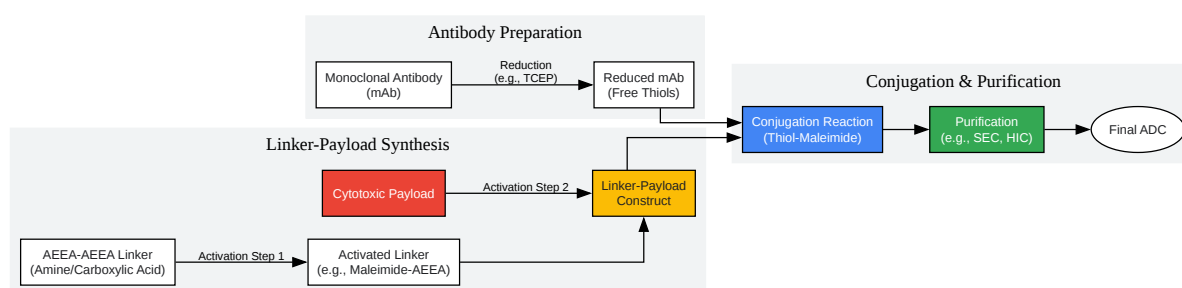 Antibody Preparation
Monoclonal Antibody
(mAb)
Reduction
(e.g., TCEP)
Reduced mAb
(Free Thiols)
Linker-Payload Synthesis
Cytotoxic Payload
Activation Step 2
Linker-Payload
Construct
AEEA-AEEA Linker
(Amine/Carboxylic Acid)
Activation Step 1
Activated Linker
(e.g., Maleimide-AEEA)
Conjugation & Purification
Conjugation Reaction
(Thiol-Maleimide)
Purification
(e.g., SEC, HIC)
Final ADC